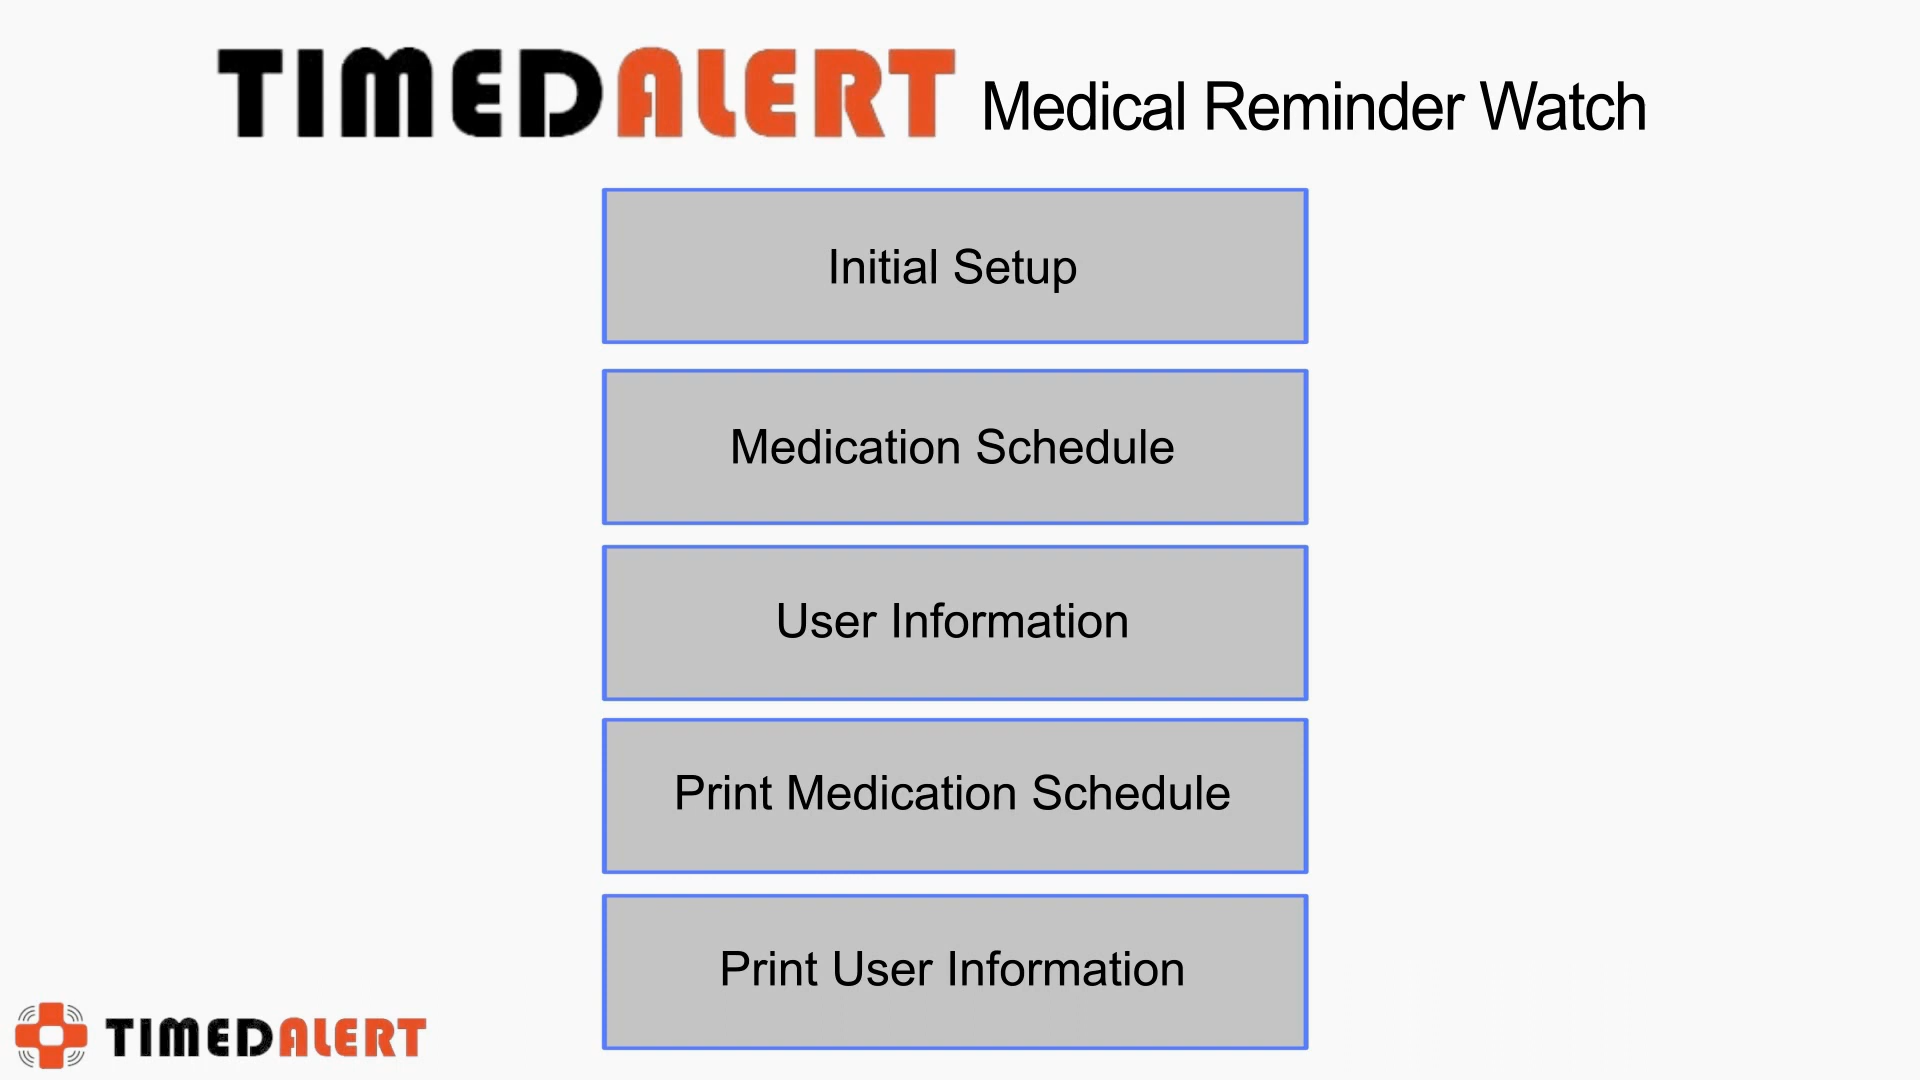 TIMEDALERT Medical Reminder Watch
Initial Setup
Medication Schedule
User Information
Print Medication Schedule
Print User Information
TIMEDALERT